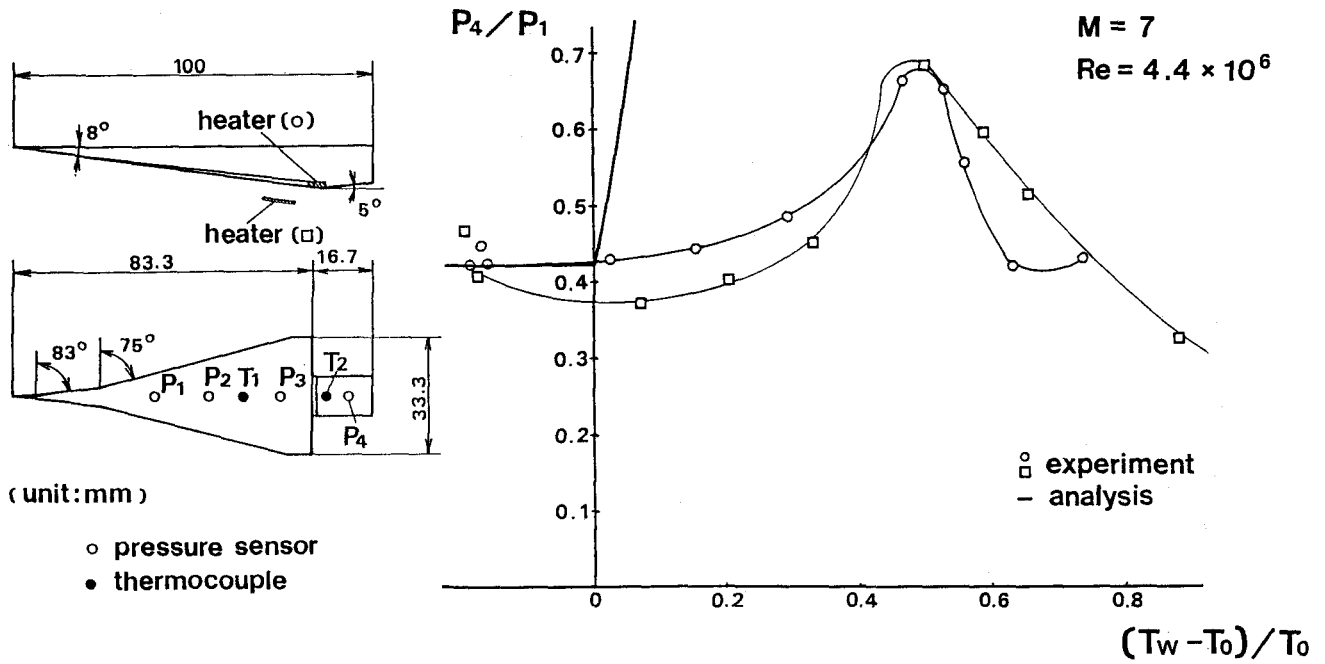 100
8°
heater (○)
5°
heater (□)
83.3
16.7
83°
75°
P1
P2
T1
P3
T2
P4
33.3
(unit:mm)
○ pressure sensor
● thermocouple
P4/P1
M = 7
Re = 4.4 × 10⁶
0.7
0.6
0.5
0.4
0.3
0.2
0.1
○
□ experiment
— analysis
0
0.4
0.6
0.8
(Tw-T0)/T0